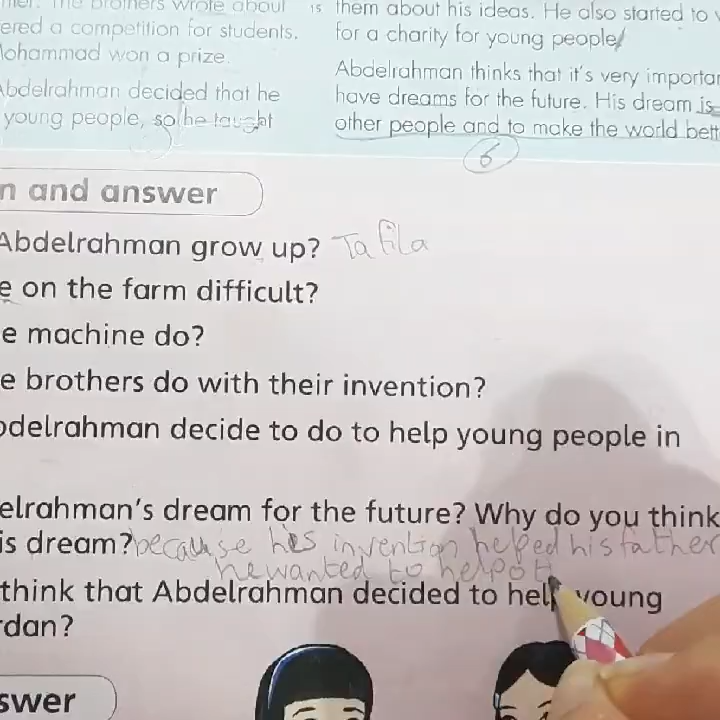 The brothers wrote about
ered a competition for students.
Mohammad won a prize.
Abdelrahman decided that he
young people, so he taught
15 them about his ideas. He also started to
for a charity for young people
Abdelrahman thinks that it's very importa
have dreams for the future. His dream is
other people and to make the world bett
6
n and answer
Abdelrahman grow up? Tafila
e on the farm difficult?
e machine do?
e brothers do with their invention?
bdelrahman decide to do to help young people in
elrahman's dream for the future? Why do you think
is dream? because his invention helped his father
he wanted to help ot
think that Abdelrahman decided to help young
rdan?
swer